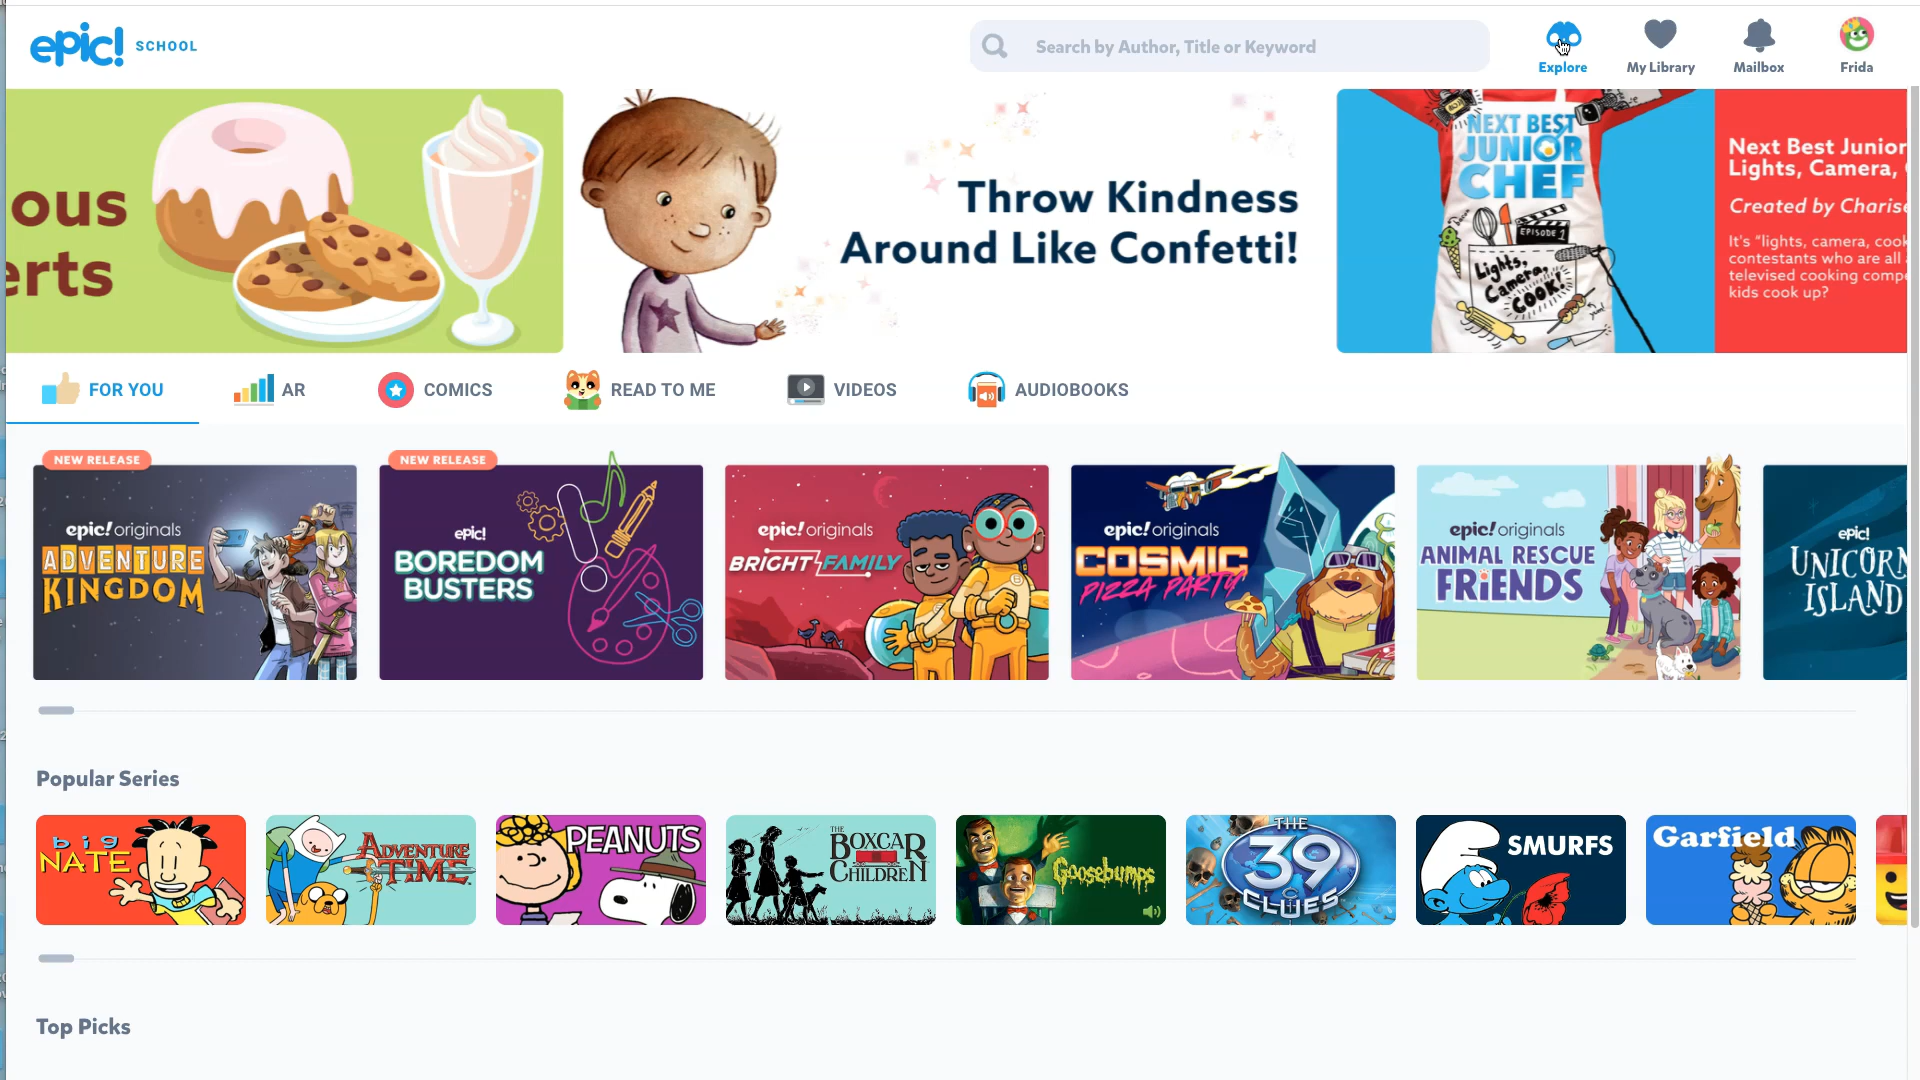 epic! SCHOOL
Search by Author, Title or Keyword
Explore
My Library
Mailbox
Frida
ous
erts
Throw Kindness
Around Like Confetti!
NEXT BEST
JUNIOR
CHEF
EPISODE 1
Lights,
Camera,
COOK!
Next Best Junior
Lights, Camera,
Created by Charise
It's "lights, camera, cook
contestants who are all
televised cooking compe
kids cook up?
FOR YOU
AR
COMICS
READ TO ME
VIDEOS
AUDIOBOOKS
NEW RELEASE
epic! originals
ADVENTURE
KINGDOM
NEW RELEASE
epic!
BOREDOM
BUSTERS
epic! originals
BRIGHT FAMILY
epic! originals
COSMIC
PIZZA PARTY
epic! originals
ANIMAL RESCUE
FRIENDS
epic!
UNICORN
ISLAND
Popular Series
big
NATE
ADVENTURE
TIME
PEANUTS
THE
BOXCAR
CHILDREN
Goosebumps
THE
39
CLUES
SMURFS
Garfield
Top Picks